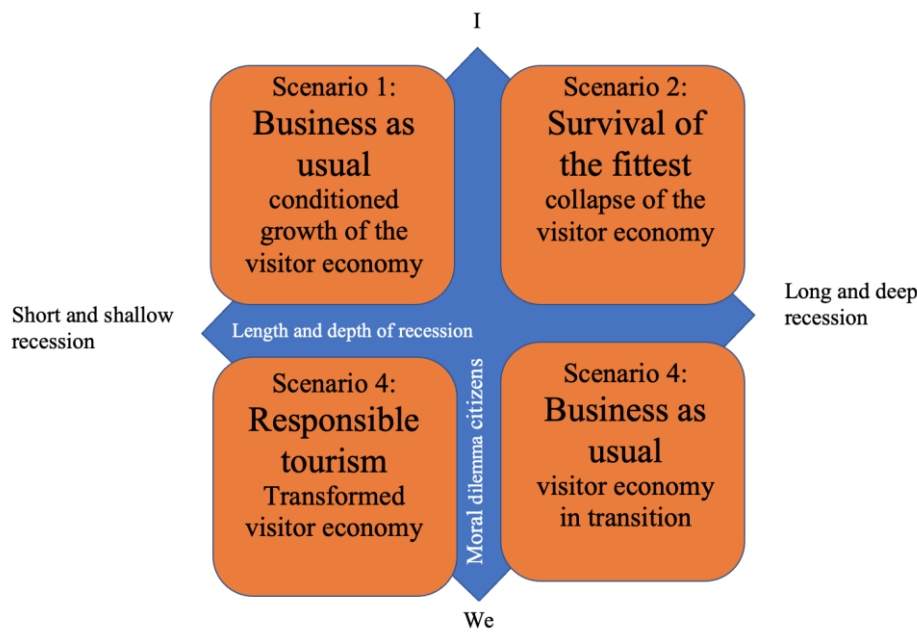 I
Scenario 1:
Business as
usual
conditioned
growth of the
visitor economy
Scenario 2:
Survival of
the fittest
collapse of the
visitor economy
Short and shallow
recession
Length and depth of recession
Long and deep
recession
Scenario 4:
Responsible
tourism
Transformed
visitor economy
Moral dilemma citizens
Scenario 4:
Business as
usual
visitor economy
in transition
We